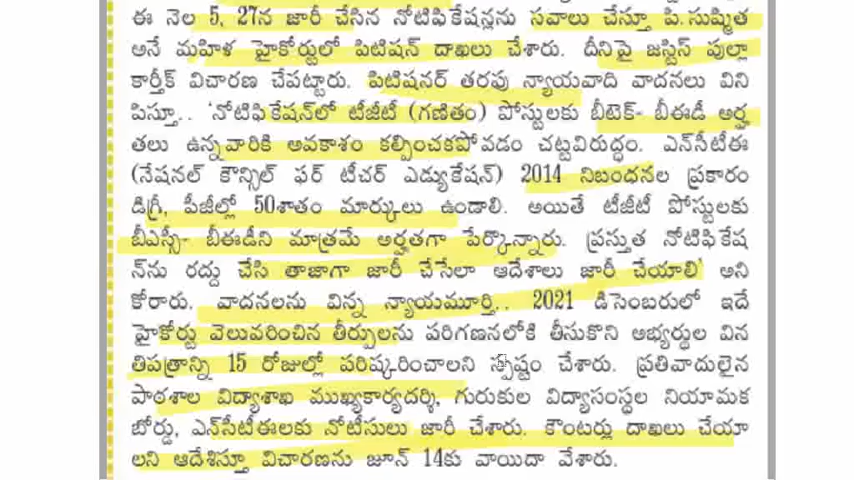 ఈ నెల 5, 27న జారీ చేసిన నోటిఫికేషన్లను సవాలు చేస్తూ పి.సుష్మిత
అనే మహిళ హైకోర్టులో పిటిషన్ దాఖలు చేశారు. దీనిపై జస్టిస్ పుల్లా
కార్తీక్ విచారణ చేపట్టారు. పిటిషనర్ తరపు న్యాయవాది వాదనలు విని
పిస్తూ.. ‘నోటిఫికేషన్‌లో టీజీటీ (గణితం) పోస్టులకు బీటెక్- బీఈడీ అర్హ
తలు ఉన్నవారికి అవకాశం కల్పించకపోవడం చట్టవిరుద్ధం. ఎన్‌సీటీఈ
(నేషనల్ కౌన్సిల్ ఫర్ టీచర్ ఎడ్యుకేషన్) 2014 నిబంధనల ప్రకారం
డిగ్రీ, పీజీల్లో 50శాతం మార్కులు ఉండాలి. అయితే టీజీటీ పోస్టులకు
బీఎస్సీ- బీఈడీని మాత్రమే అర్హతగా పేర్కొన్నారు. ప్రస్తుత నోటిఫికేష
న్‌ను రద్దు చేసి తాజాగా జారీ చేసేలా ఆదేశాలు జారీ చేయాలి’ అని
కోరారు. వాదనలను విన్న న్యాయమూర్తి.. 2021 డిసెంబరులో ఇదే
హైకోర్టు వెలువరించిన తీర్పులను పరిగణనలోకి తీసుకొని అభ్యర్థుల విన
తిపత్రాన్ని 15 రోజుల్లో పరిష్కరించాలని స్పష్టం చేశారు. ప్రతివాదులైన
పాఠశాల విద్యాశాఖ ముఖ్యకార్యదర్శి, గురుకుల విద్యాసంస్థల నియామక
బోర్డు, ఎన్‌సీటీఈలకు నోటీసులు జారీ చేశారు. కౌంటర్లు దాఖలు చేయా
లని ఆదేశిస్తూ విచారణను జూన్ 14కు వాయిదా వేశారు.